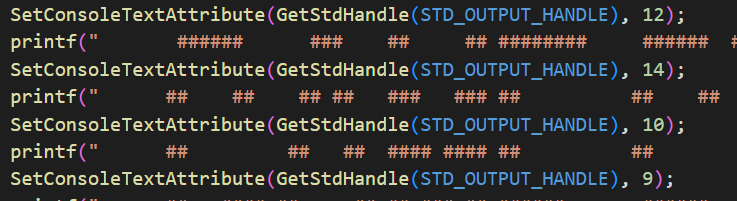 SetConsoleTextAttribute(GetStdHandle(STD_OUTPUT_HANDLE), 12);
printf("       ######      ###    ##     ## ########     ######  #
SetConsoleTextAttribute(GetStdHandle(STD_OUTPUT_HANDLE), 14);
printf("      ##    ##    ## ##   ###   ### ##          ##    ##
SetConsoleTextAttribute(GetStdHandle(STD_OUTPUT_HANDLE), 10);
printf("      ##         ##   ##  #### #### ##          ##
SetConsoleTextAttribute(GetStdHandle(STD_OUTPUT_HANDLE), 9);